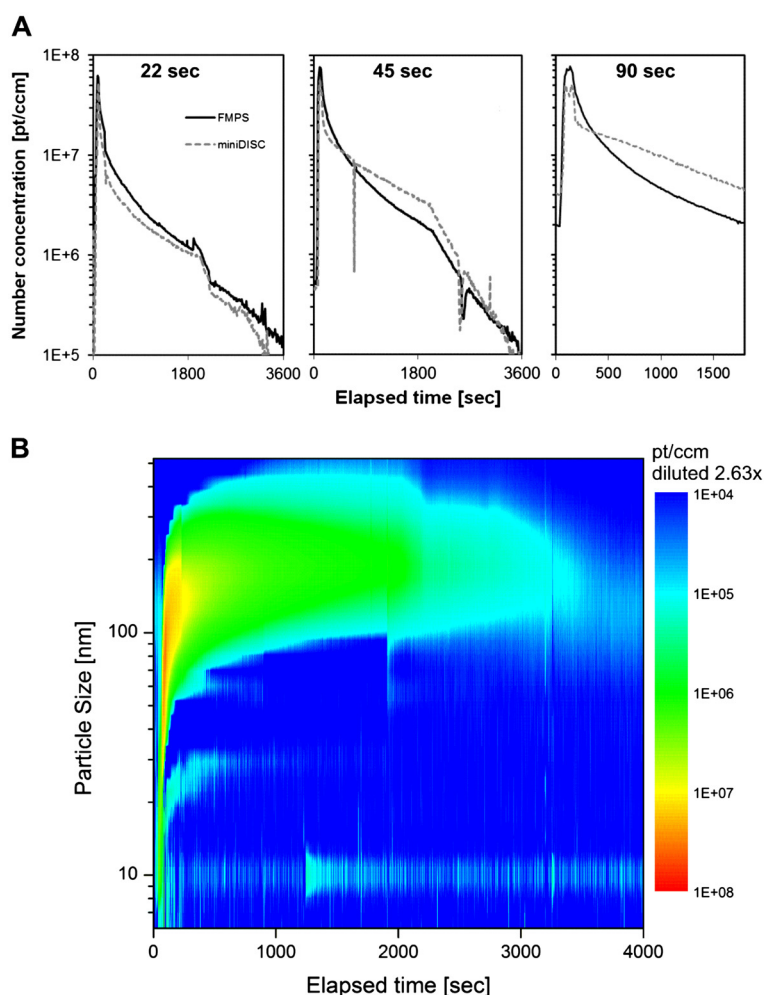 A
22 sec
45 sec
90 sec
FMPS
miniDISC
Number concentration [pt/ccm]
1E+8
1E+7
1E+6
1E+5
0 1800 3600
0 1800 3600
0 500 1000 1500
Elapsed time [sec]
B
pt/ccm
diluted 2.63x
1E+04
1E+05
1E+06
1E+07
1E+08
Particle Size [nm]
100
10
0 1000 2000 3000 4000
Elapsed time [sec]